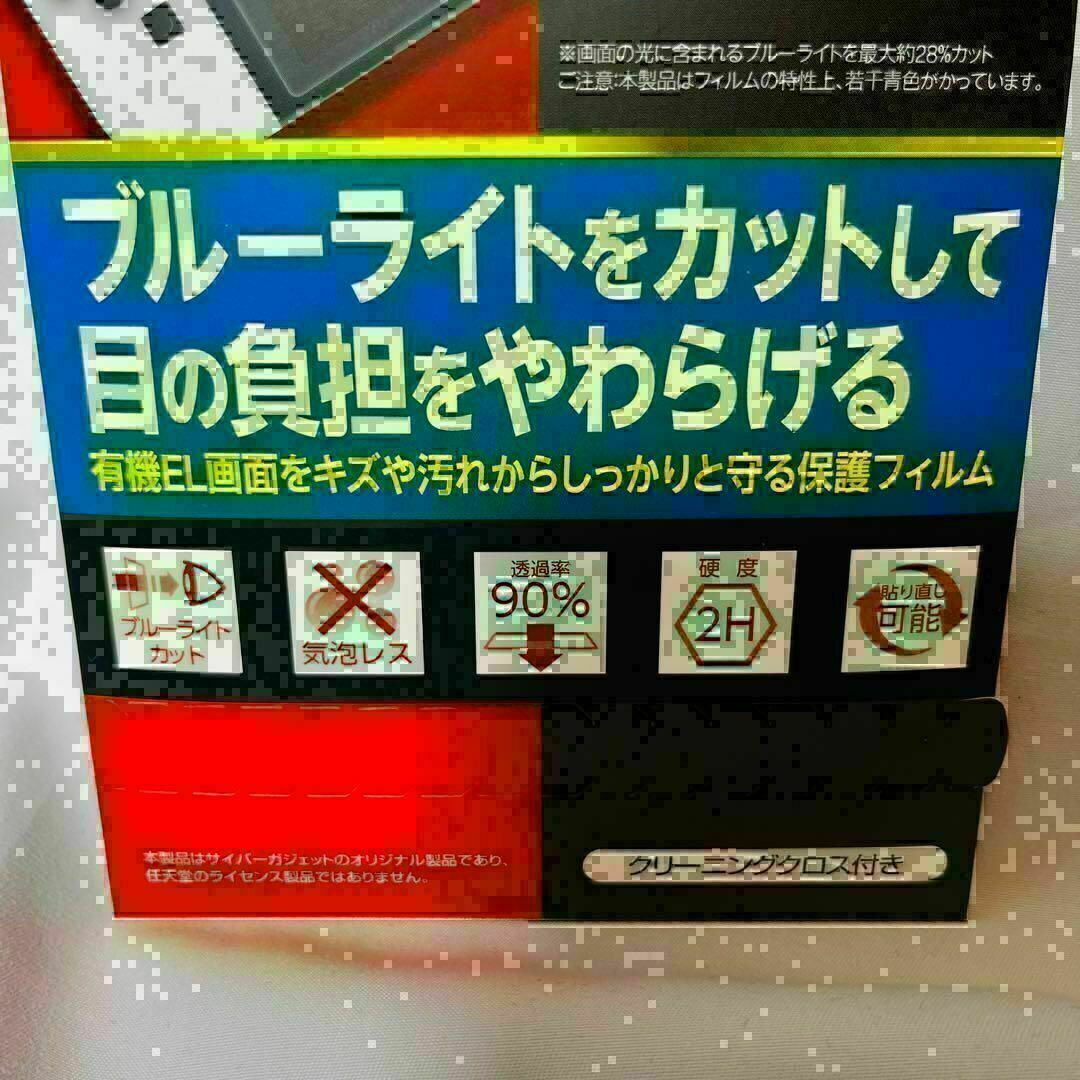 ※画面の光に含まれるブルーライトを最大約28%カット
ご注意:本製品はフィルムの特性上、若干青色がかっています。
ブルーライトをカットして
目の負担をやわらげる
有機EL画面をキズや汚れからしっかりと守る保護フィルム
ブルーライト
カット
気泡レス
透過率
90%
硬度
2H
貼り直し
可能
本製品はサイバーガジェットのオリジナル製品であり、
任天堂のライセンス製品ではありません。
クリーニングクロス付き